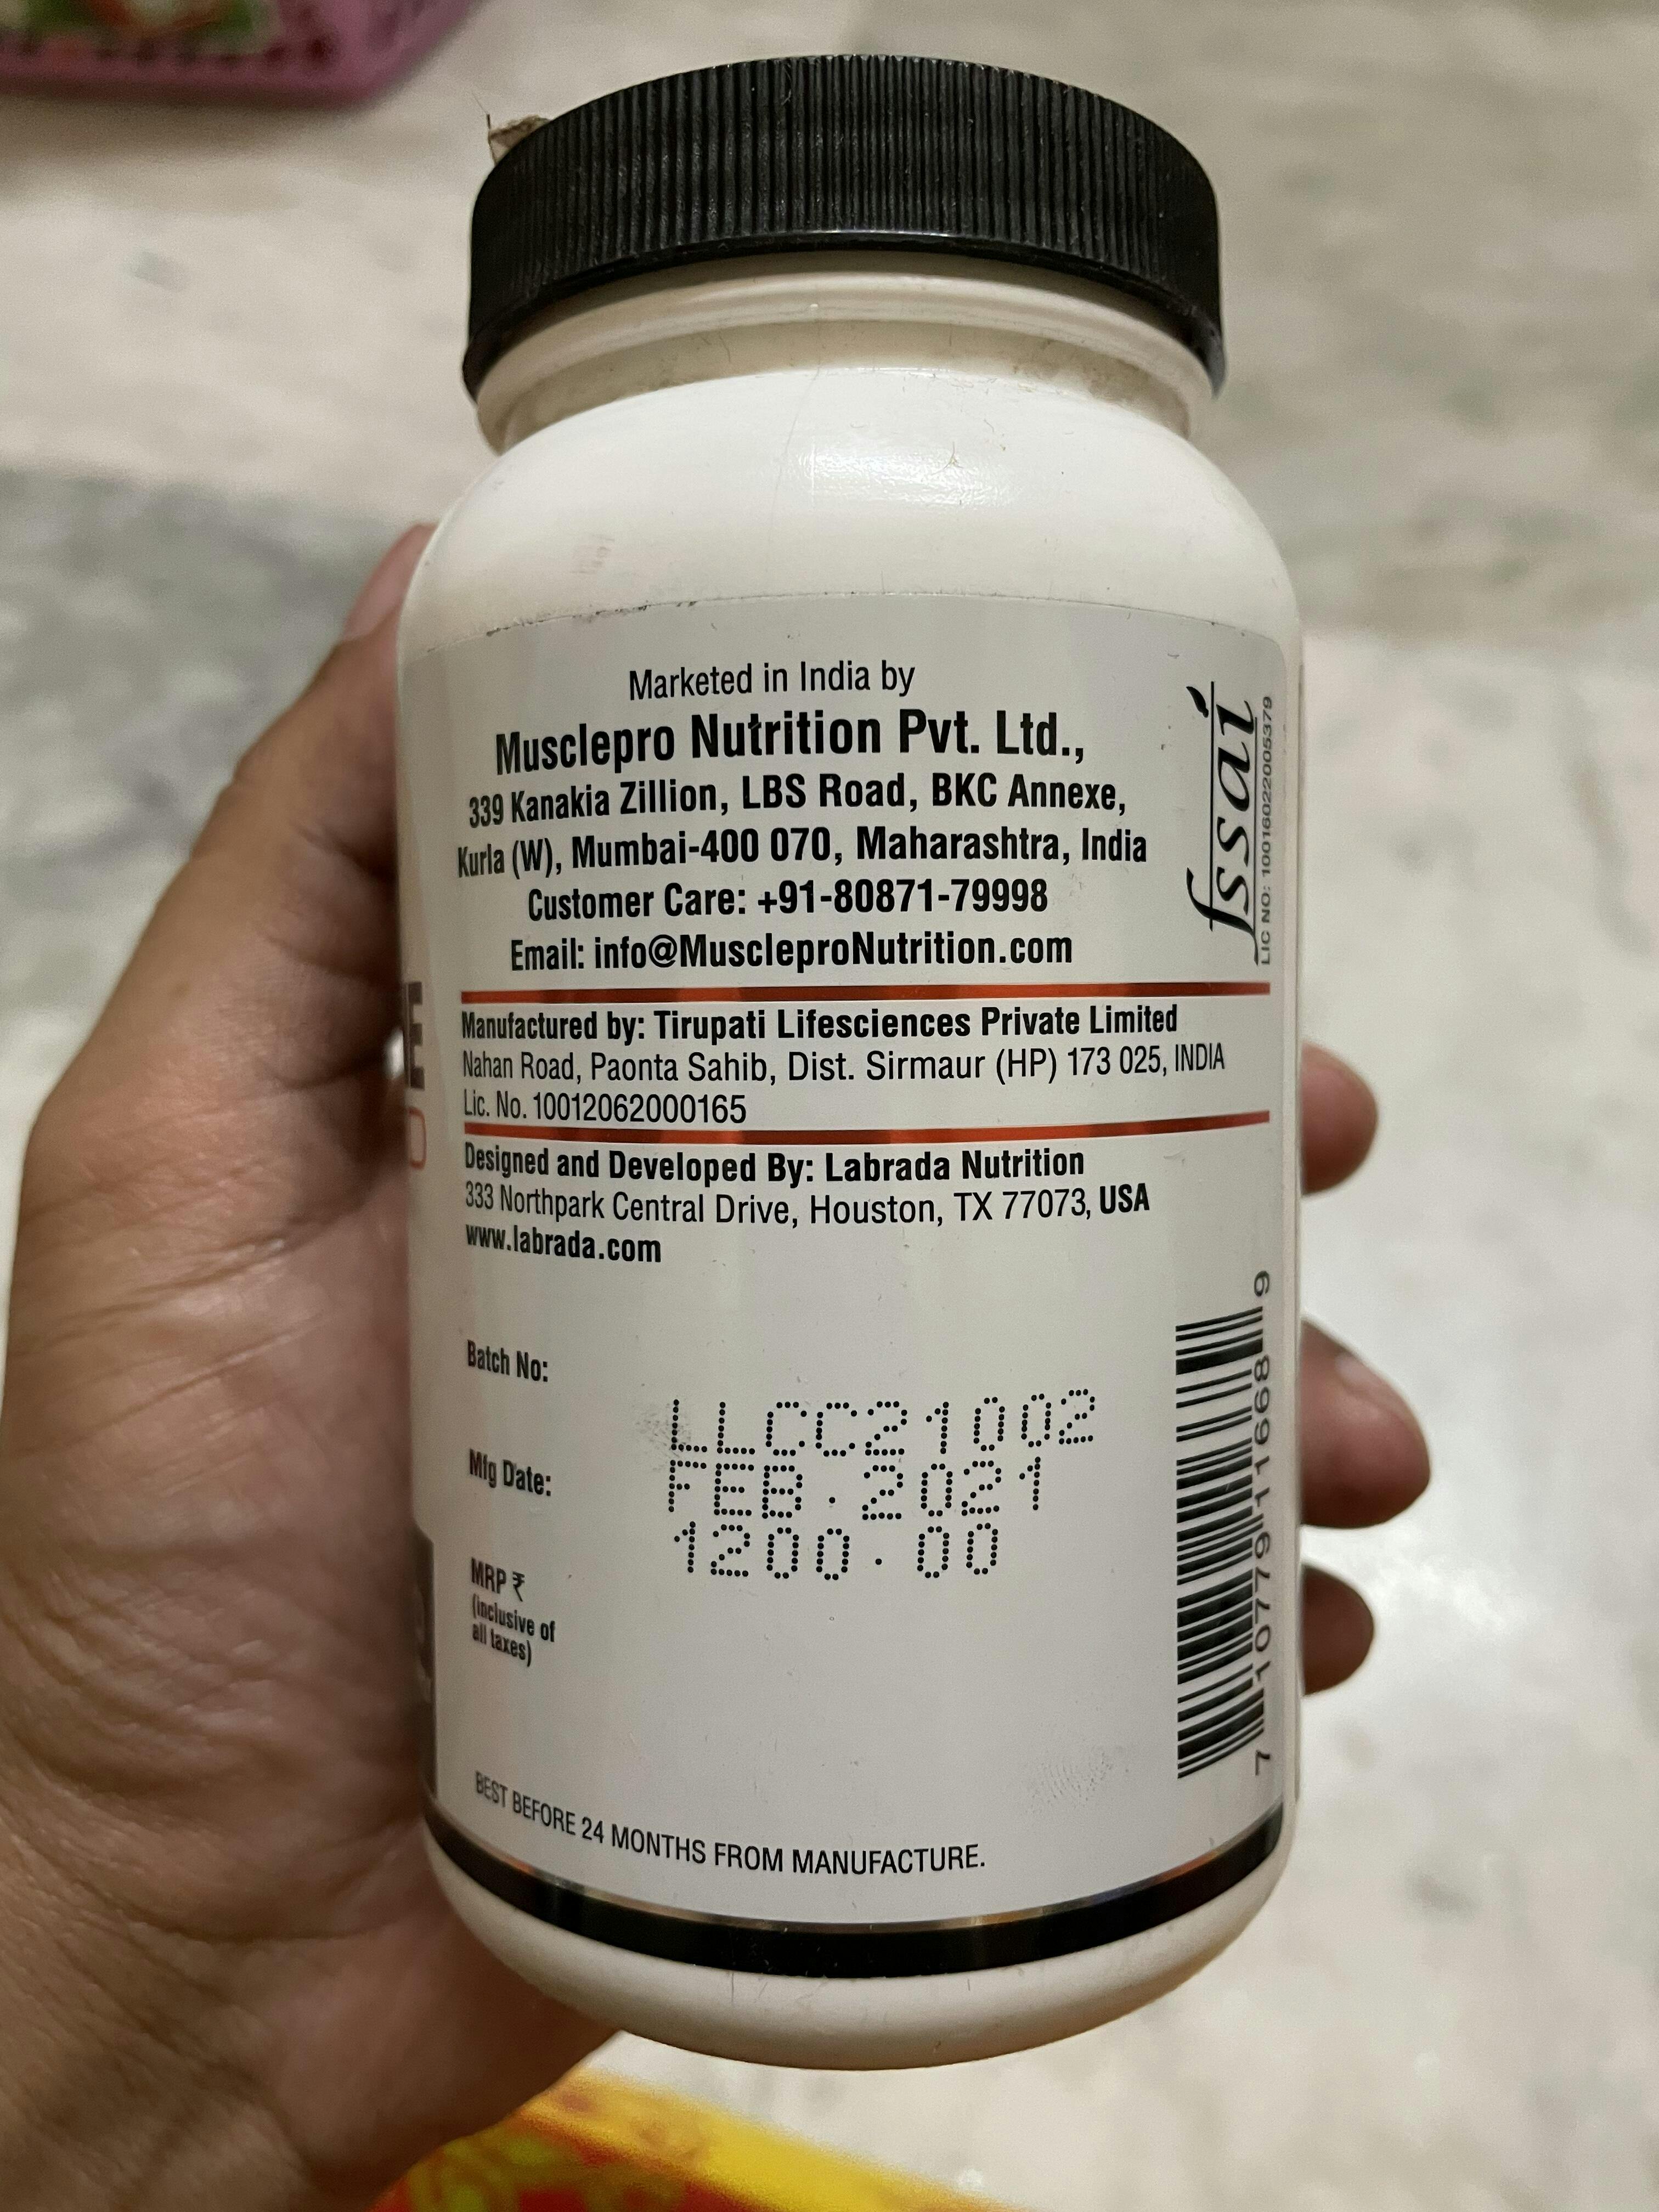 Marketed in India by
Musclepro Nutrition Pvt. Ltd.,
339 Kanakia Zillion, LBS Road, BKC Annexe,
Kurla (W), Mumbai-400 070, Maharashtra, India
Customer Care: +91-80871-79998
Email: info@MuscleproNutrition.com
fssai
LIC NO: 10016022005379
Manufactured by: Tirupati Lifesciences Private Limited
Nahan Road, Paonta Sahib, Dist. Sirmaur (HP) 173 025, INDIA
Lic. No. 10012062000165
Designed and Developed By: Labrada Nutrition
333 Northpark Central Drive, Houston, TX 77073, USA
www.labrada.com
Batch No:
LLCC21002
Mfg Date:
FEB.2021
MRP ₹
1200.00
(inclusive of
all taxes)
7 10779 11668 9
BEST BEFORE 24 MONTHS FROM MANUFACTURE.